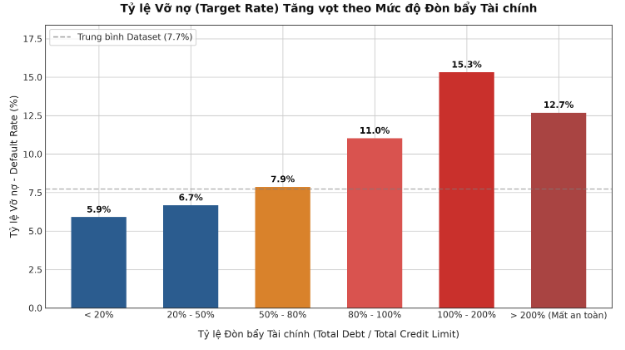 Tỷ lệ Vỡ nợ (Target Rate) Tăng vọt theo Mức độ Đòn bẩy Tài chính
Trung bình Dataset (7.7%)
Tỷ lệ Vỡ nợ - Default Rate (%)
17.5
15.0
12.5
10.0
7.5
5.0
2.5
0.0
5.9%
6.7%
7.9%
11.0%
15.3%
12.7%
< 20%
20% - 50%
50% - 80%
80% - 100%
100% - 200%
> 200% (Mất an toàn)
Tỷ lệ Đòn bẩy Tài chính (Total Debt / Total Credit Limit)